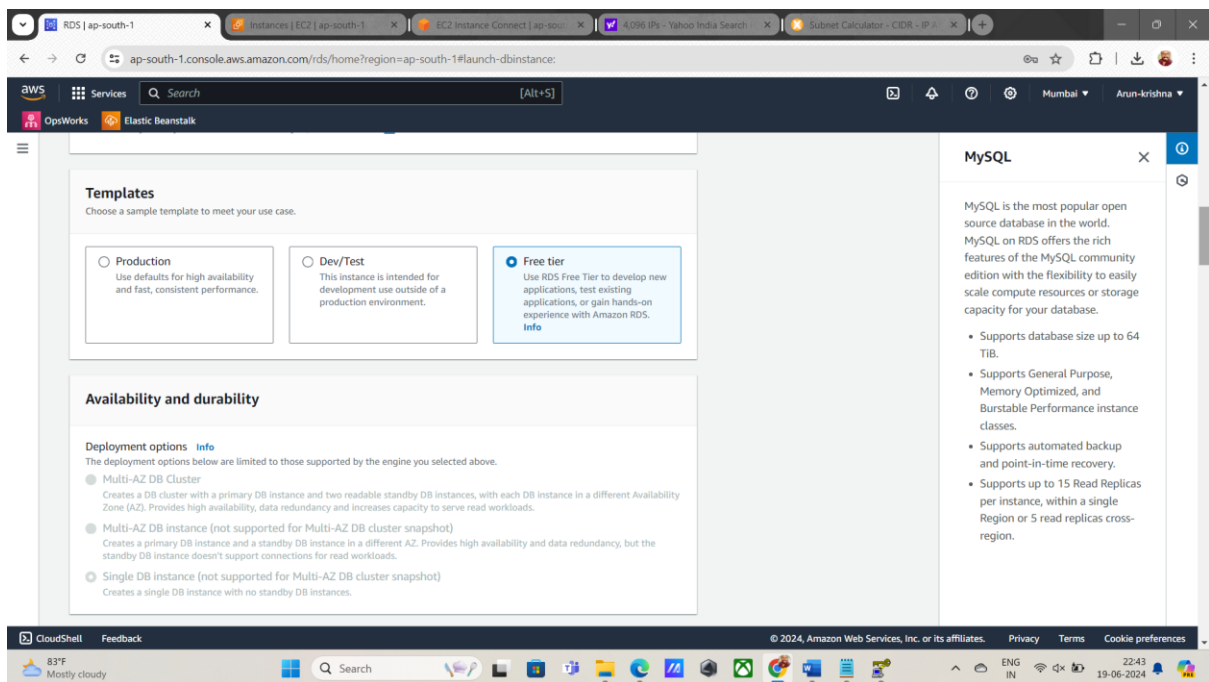 RDS | ap-south-1
Instances | EC2 | ap-south-1
EC2 Instance Connect | ap-sou
4,096 IPs - Yahoo India Search
Subnet Calculator - CIDR - IP A
ap-south-1.console.aws.amazon.com/rds/home?region=ap-south-1#launch-dbinstance:
aws
Services
Search
[Alt+S]
Mumbai
Arun-krishna
OpsWorks
Elastic Beanstalk
Templates
Choose a sample template to meet your use case.
Production
Use defaults for high availability
and fast, consistent performance.
Dev/Test
This instance is intended for
development use outside of a
production environment.
Free tier
Use RDS Free Tier to develop new
applications, test existing
applications, or gain hands-on
experience with Amazon RDS.
Info
Availability and durability
Deployment options Info
The deployment options below are limited to those supported by the engine you selected above.
Multi-AZ DB Cluster
Creates a DB cluster with a primary DB instance and two readable standby DB instances, with each DB instance in a different Availability
Zone (AZ). Provides high availability, data redundancy and increases capacity to serve read workloads.
Multi-AZ DB instance (not supported for Multi-AZ DB cluster snapshot)
Creates a primary DB instance and a standby DB instance in a different AZ. Provides high availability and data redundancy, but the
standby DB instance doesn't support connections for read workloads.
Single DB instance (not supported for Multi-AZ DB cluster snapshot)
Creates a single DB instance with no standby DB instances.
MySQL
MySQL is the most popular open
source database in the world.
MySQL on RDS offers the rich
features of the MySQL community
edition with the flexibility to easily
scale compute resources or storage
capacity for your database.
• Supports database size up to 64
TiB.
• Supports General Purpose,
Memory Optimized, and
Burstable Performance instance
classes.
• Supports automated backup
and point-in-time recovery.
• Supports up to 15 Read Replicas
per instance, within a single
Region or 5 read replicas cross-
region.
CloudShell
Feedback
© 2024, Amazon Web Services, Inc. or its affiliates.
Privacy
Terms
Cookie preferences
83°F
Mostly cloudy
Search
ENG
IN
22:43
19-06-2024